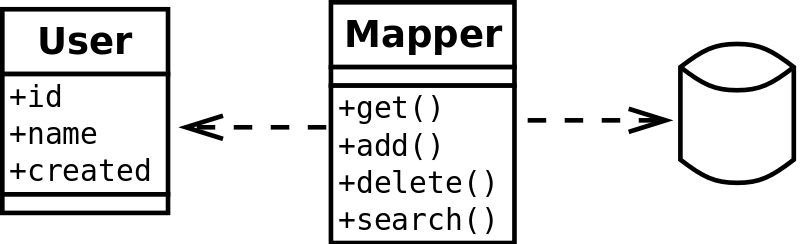 User
+id
+name
+created
Mapper
+get()
+add()
+delete()
+search()